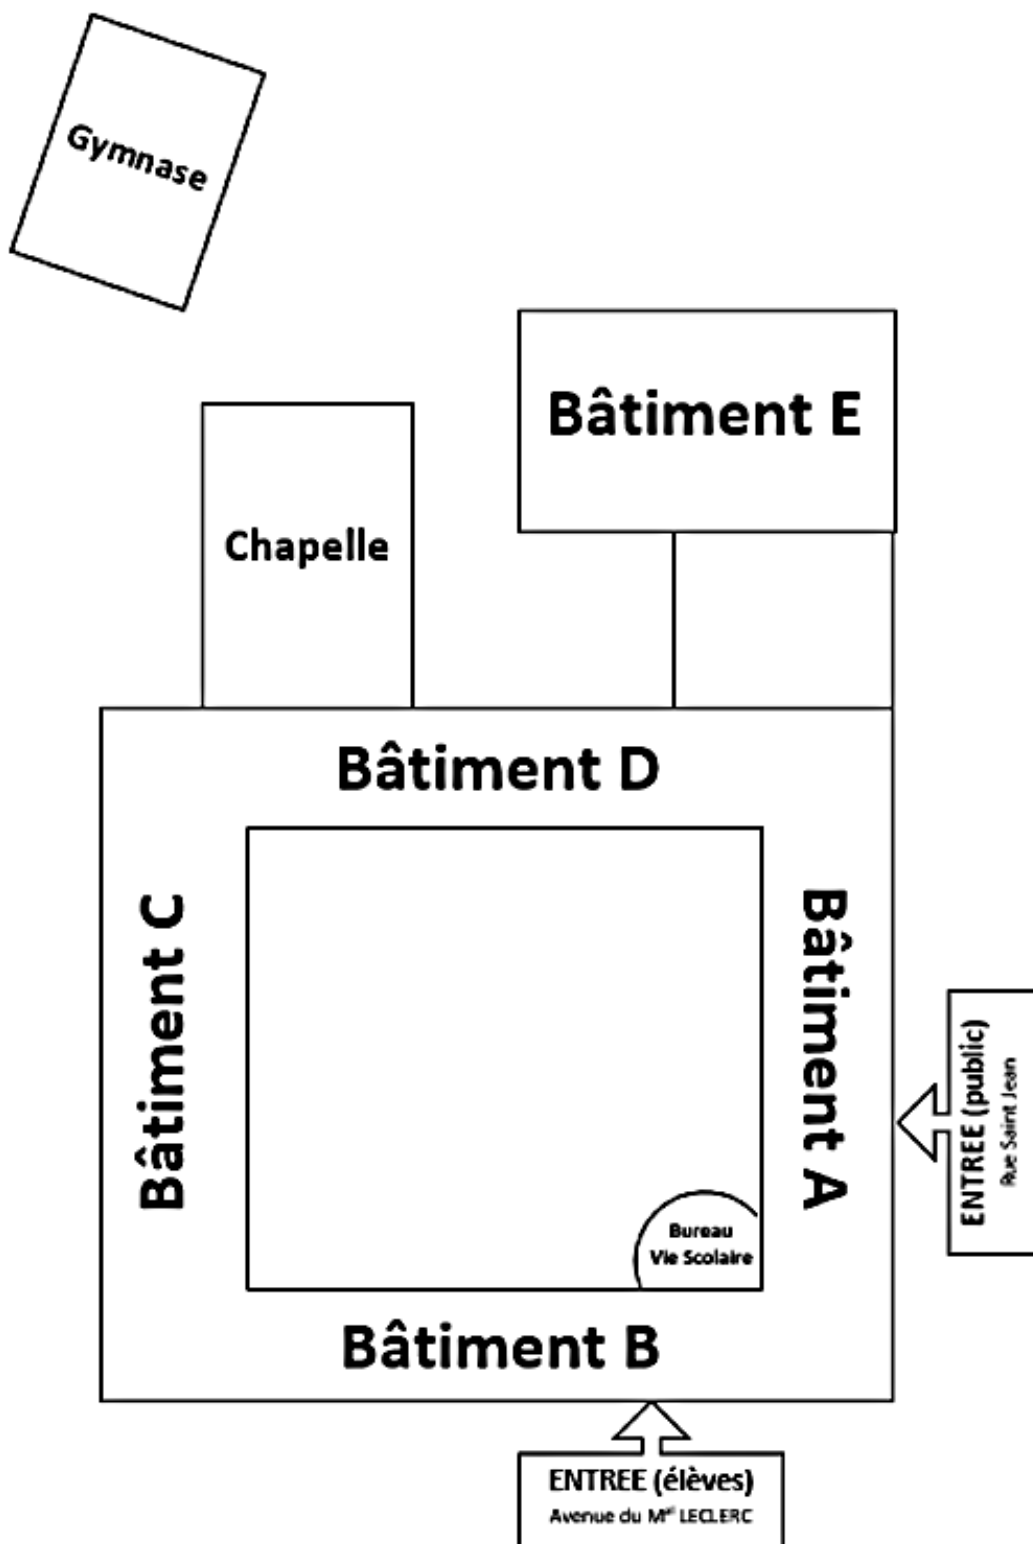 Gymnase
Bâtiment E
Chapelle
Bâtiment D
Bâtiment C
Bâtiment A
ENTREE (public)
Rue Saint Jean
Bureau
Vie Scolaire
Bâtiment B
ENTREE (élèves)
Avenue du Mᵃˡ LECLERC